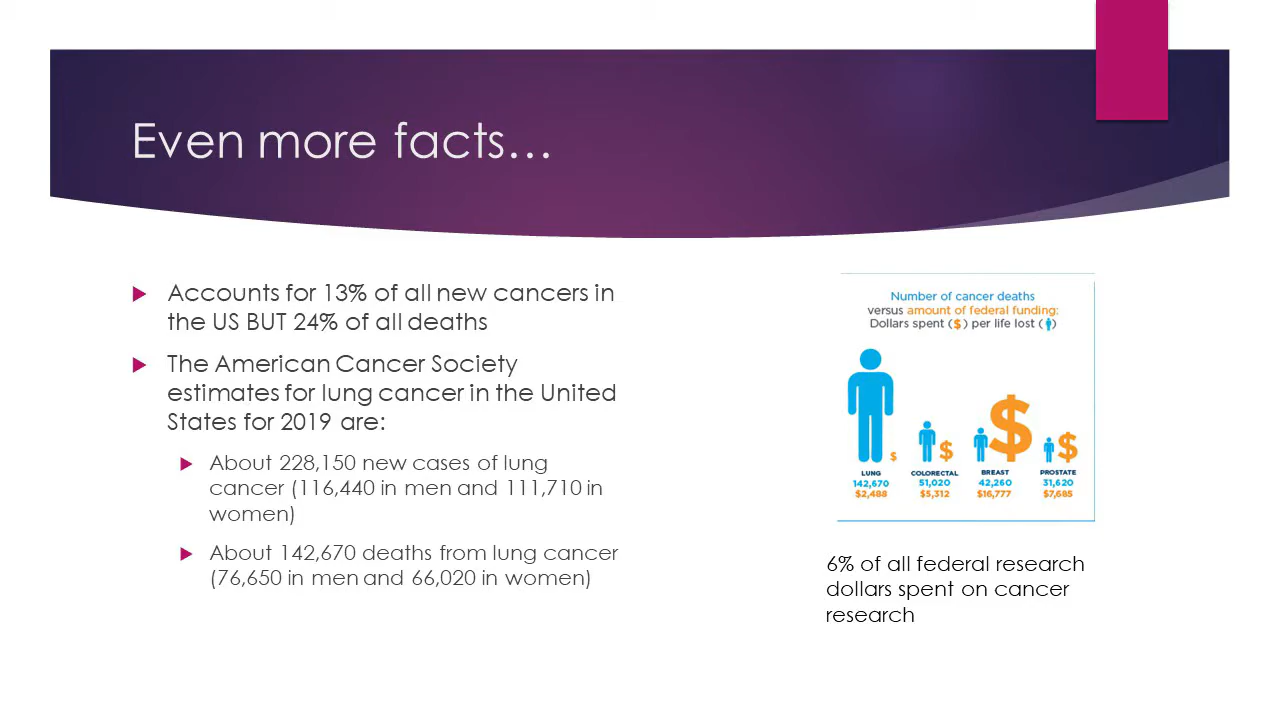 Even more facts…
Accounts for 13% of all new cancers in
the US BUT 24% of all deaths
The American Cancer Society
estimates for lung cancer in the United
States for 2019 are:
About 228,150 new cases of lung
cancer (116,440 in men and 111,710 in
women)
About 142,670 deaths from lung cancer
(76,650 in men and 66,020 in women)
Number of cancer deaths
versus amount of federal funding:
Dollars spent ($) per life lost ( )
$ $ $ $
LUNG COLORECTAL BREAST PROSTATE
142,670 51,020 42,260 31,620
$2,488 $5,312 $16,777 $7,685
6% of all federal research
dollars spent on cancer
research